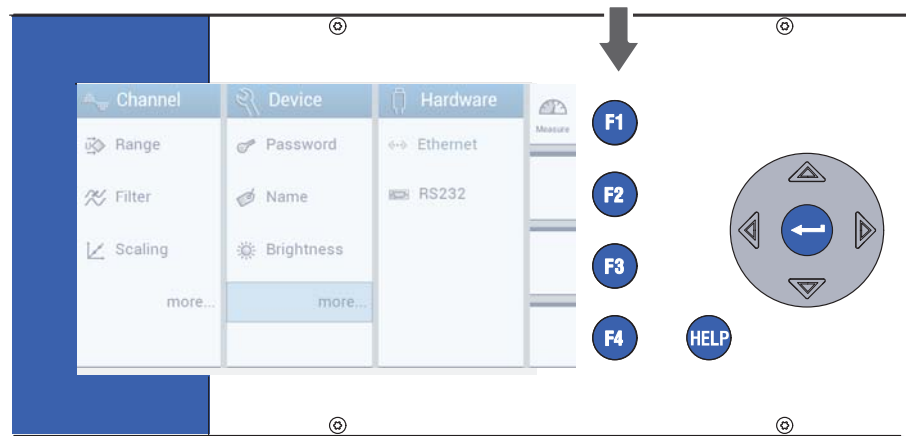 Channel
Range
Filter
Scaling
more...
Device
Password
Name
Brightness
more...
Hardware
Ethernet
RS232
Measure
F1
F2
F3
F4
HELP